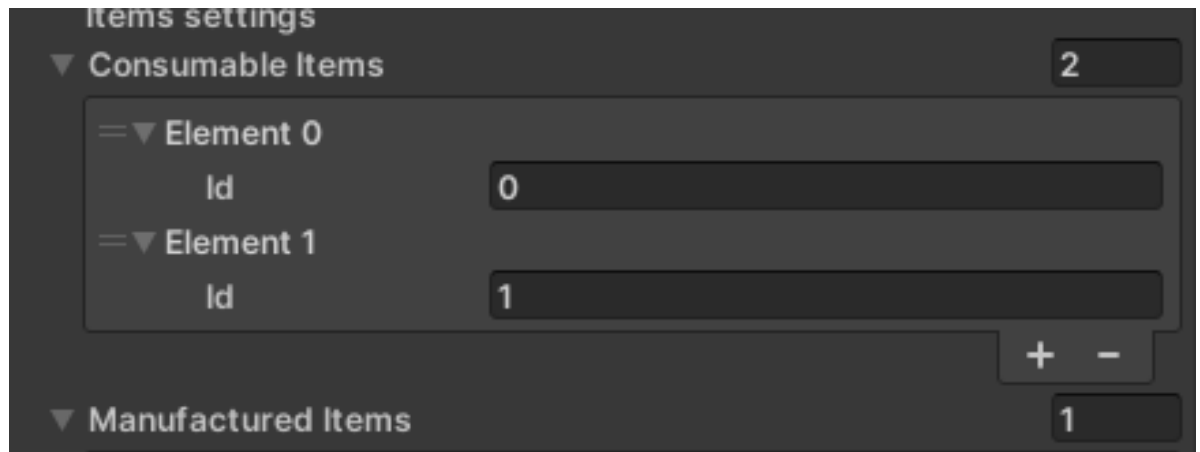 Items settings
Consumable Items 2
Element 0
Id 0
Element 1
Id 1
+ -
Manufactured Items 1